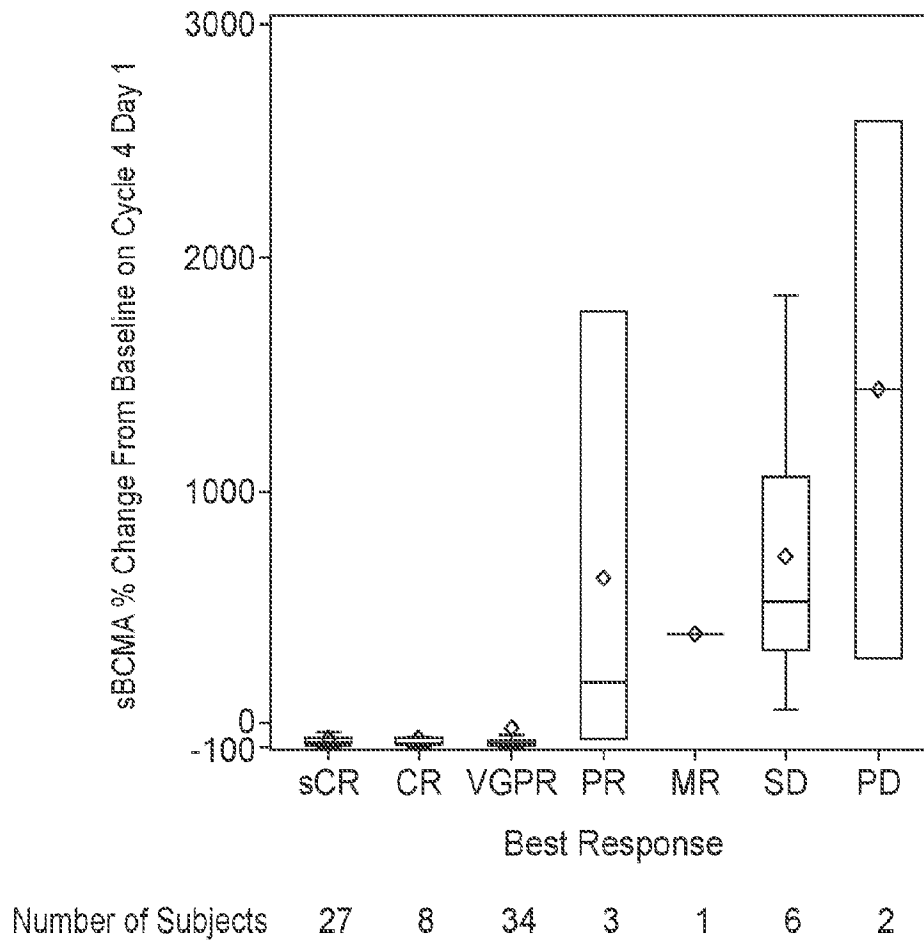 sBCMA % Change From Baseline on Cycle 4 Day 1
3000
2000
1000
0
-100
sCR CR VGPR PR MR SD PD
Best Response
Number of Subjects 27 8 34 3 1 6 2